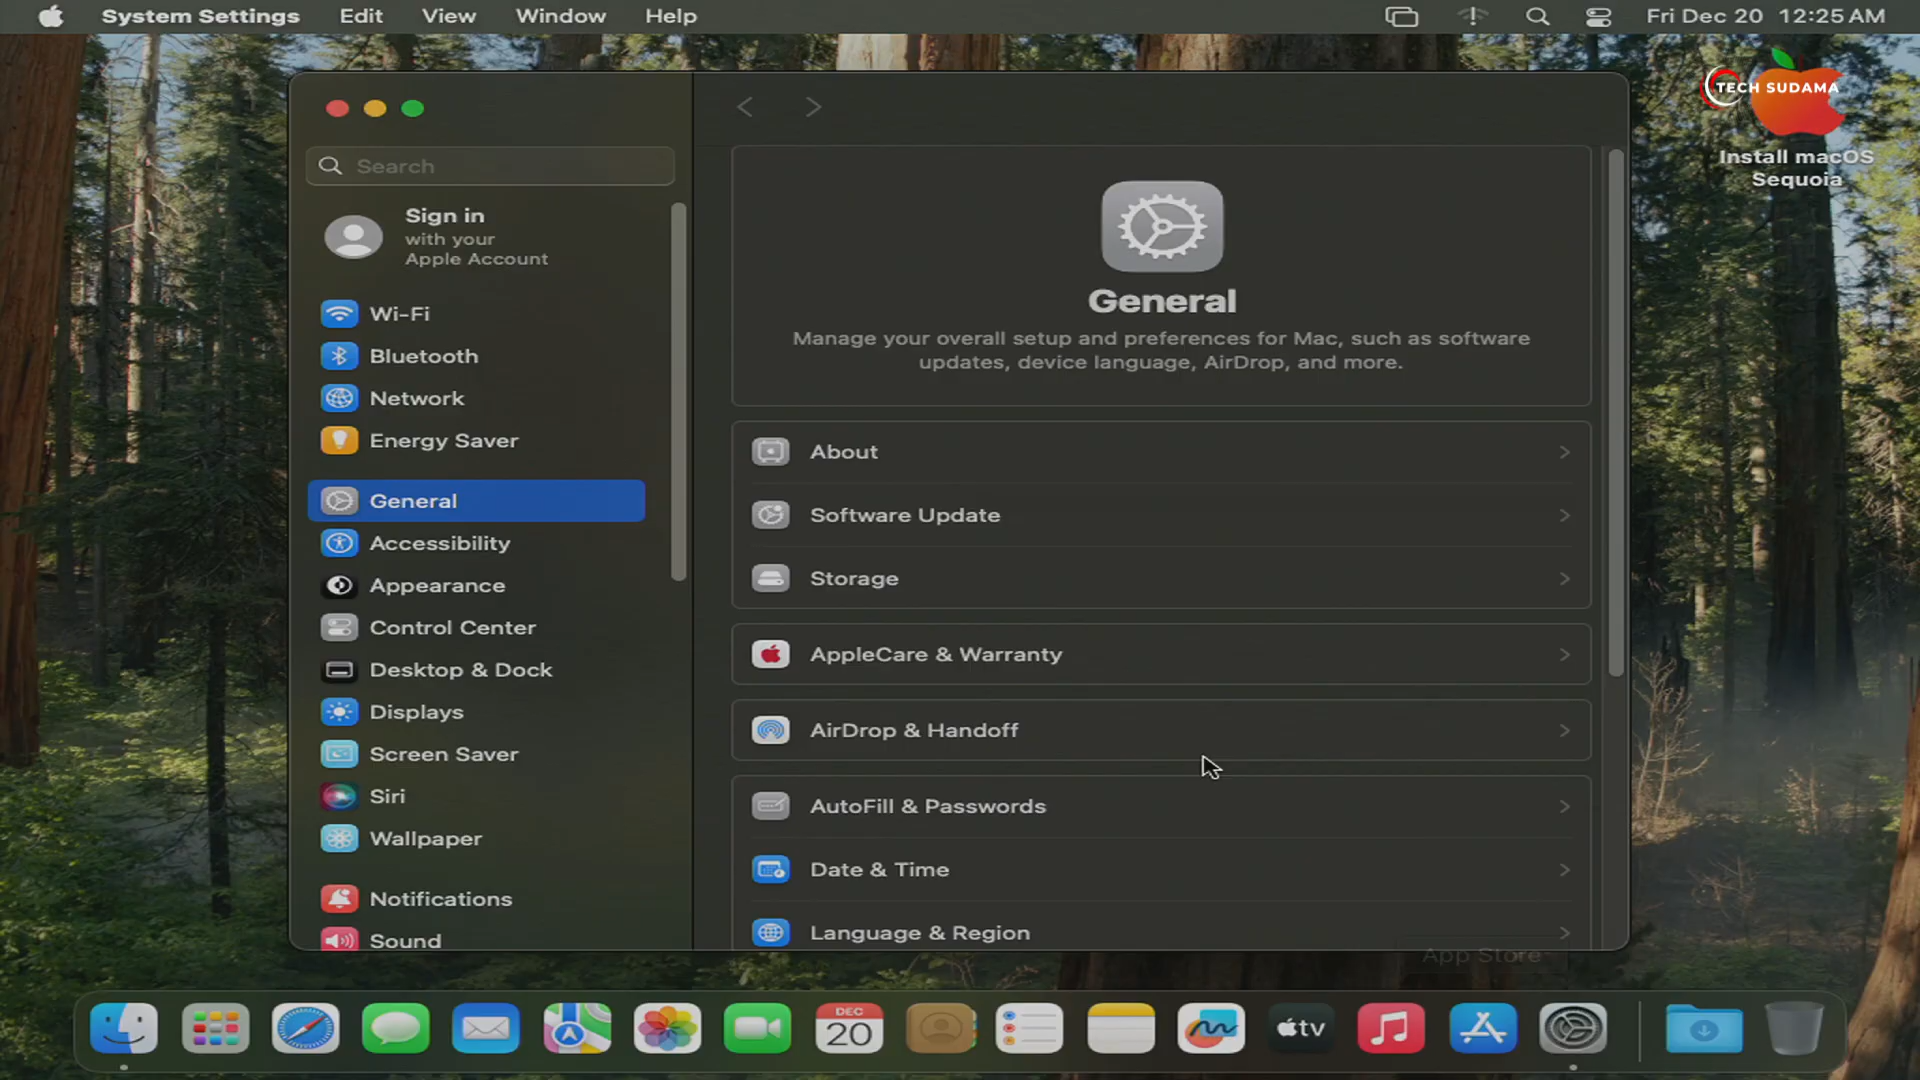 System Settings Edit View Window Help Fri Dec 20 12:25 AM
TECH SUDAMA
Install macOS
Sequoia
Search
Sign in
with your
Apple Account
Wi-Fi
Bluetooth
Network
Energy Saver
General
Accessibility
Appearance
Control Center
Desktop & Dock
Displays
Screen Saver
Siri
Wallpaper
Notifications
Sound
General
Manage your overall setup and preferences for Mac, such as software
updates, device language, AirDrop, and more.
About
Software Update
Storage
AppleCare & Warranty
AirDrop & Handoff
AutoFill & Passwords
Date & Time
Language & Region
App Store
DEC
20
tv